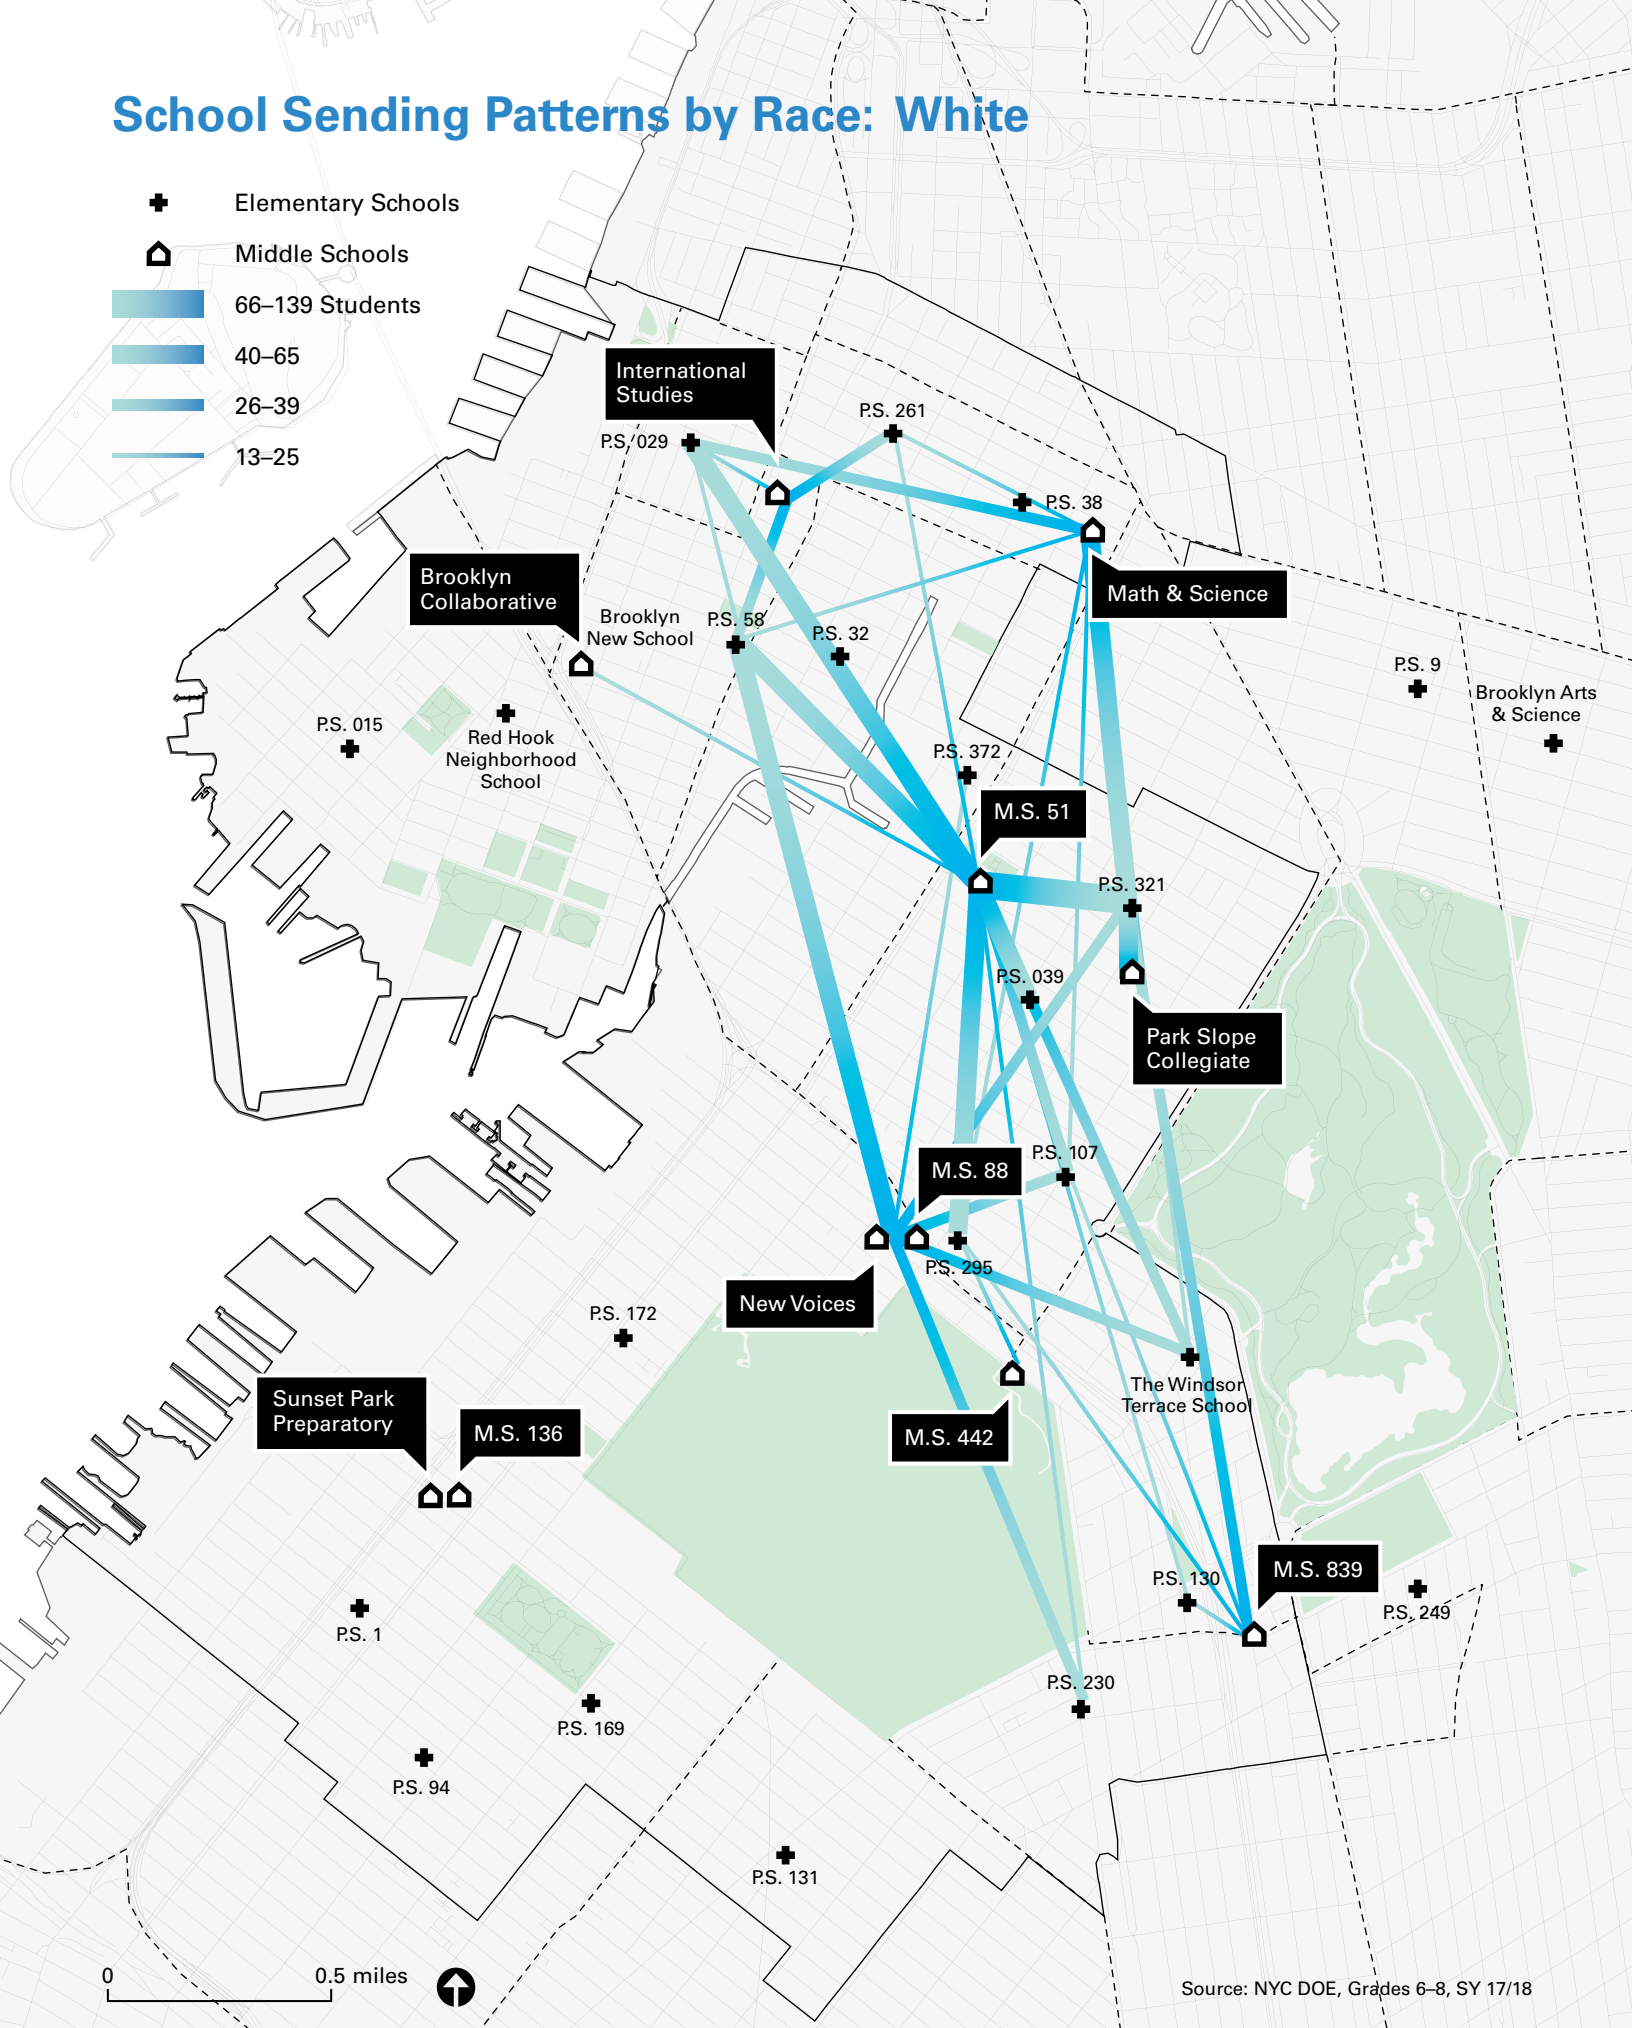 School Sending Patterns by Race: White
Elementary Schools
Middle Schools
66–139 Students
40–65
26–39
13–25
International
Studies
P.S. 261
P.S. 029
P.S. 38
Brooklyn
Collaborative
Math & Science
Brooklyn
New School
P.S. 58
P.S. 32
P.S. 9
Brooklyn Arts
& Science
P.S. 015
Red Hook
Neighborhood
School
P.S. 372
M.S. 51
P.S. 321
P.S. 039
Park Slope
Collegiate
P.S. 107
M.S. 88
P.S. 295
New Voices
P.S. 172
The Windsor
Terrace School
Sunset Park
Preparatory
M.S. 136
M.S. 442
M.S. 839
P.S. 130
P.S. 249
P.S. 1
P.S. 230
P.S. 169
P.S. 94
P.S. 131
0
0.5 miles
Source: NYC DOE, Grades 6–8, SY 17/18